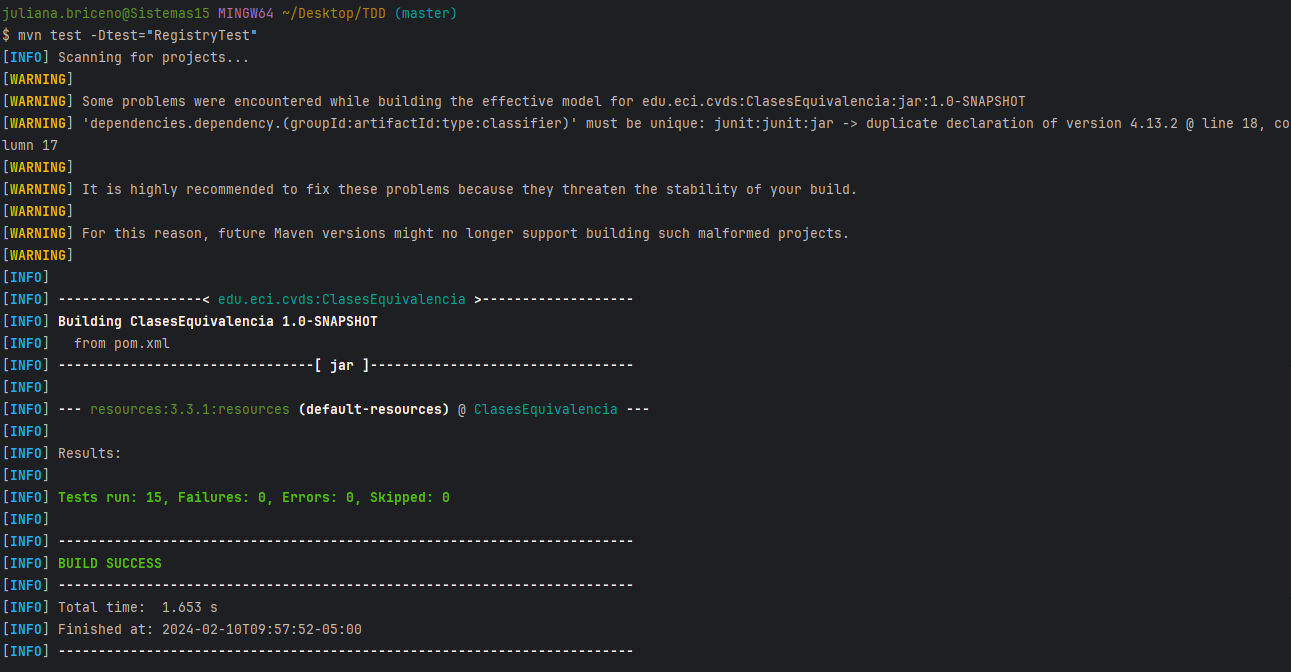 juliana.briceno@Sistemas15 MINGW64 ~/Desktop/TDD (master)
$ mvn test -Dtest="RegistryTest"
[INFO] Scanning for projects...
[WARNING]
[WARNING] Some problems were encountered while building the effective model for edu.eci.cvds:ClasesEquivalencia:jar:1.0-SNAPSHOT
[WARNING] 'dependencies.dependency.(groupId:artifactId:type:classifier)' must be unique: junit:junit:jar -> duplicate declaration of version 4.13.2 @ line 18, co
lumn 17
[WARNING]
[WARNING] It is highly recommended to fix these problems because they threaten the stability of your build.
[WARNING]
[WARNING] For this reason, future Maven versions might no longer support building such malformed projects.
[WARNING]
[INFO]
[INFO] ------------------< edu.eci.cvds:ClasesEquivalencia >-------------------
[INFO] Building ClasesEquivalencia 1.0-SNAPSHOT
[INFO]   from pom.xml
[INFO] --------------------------------[ jar ]---------------------------------
[INFO]
[INFO] --- resources:3.3.1:resources (default-resources) @ ClasesEquivalencia ---
[INFO]
[INFO] Results:
[INFO]
[INFO] Tests run: 15, Failures: 0, Errors: 0, Skipped: 0
[INFO]
[INFO] ------------------------------------------------------------------------
[INFO] BUILD SUCCESS
[INFO] ------------------------------------------------------------------------
[INFO] Total time:  1.653 s
[INFO] Finished at: 2024-02-10T09:57:52-05:00
[INFO] ------------------------------------------------------------------------